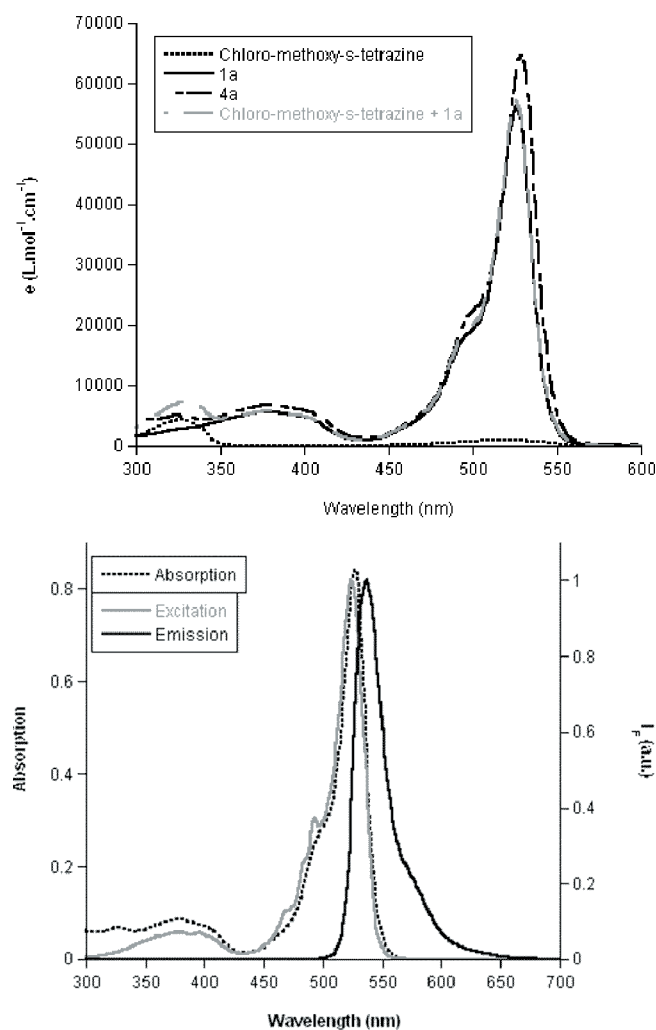 70000
60000
50000
40000
30000
20000
10000
0
e (L.mol⁻¹.cm⁻¹)
Chloro-methoxy-s-tetrazine
1a
4a
Chloro-methoxy-s-tetrazine + 1a
300 350 400 450 500 550 600
Wavelength (nm)
Absorption
Excitation
Emission
0.8
0.6
0.4
0.2
0
Absorption
1
0.8
0.6
0.4
0.2
0
I_F (a.u.)
300 350 400 450 500 550 600 650 700
Wavelength (nm)